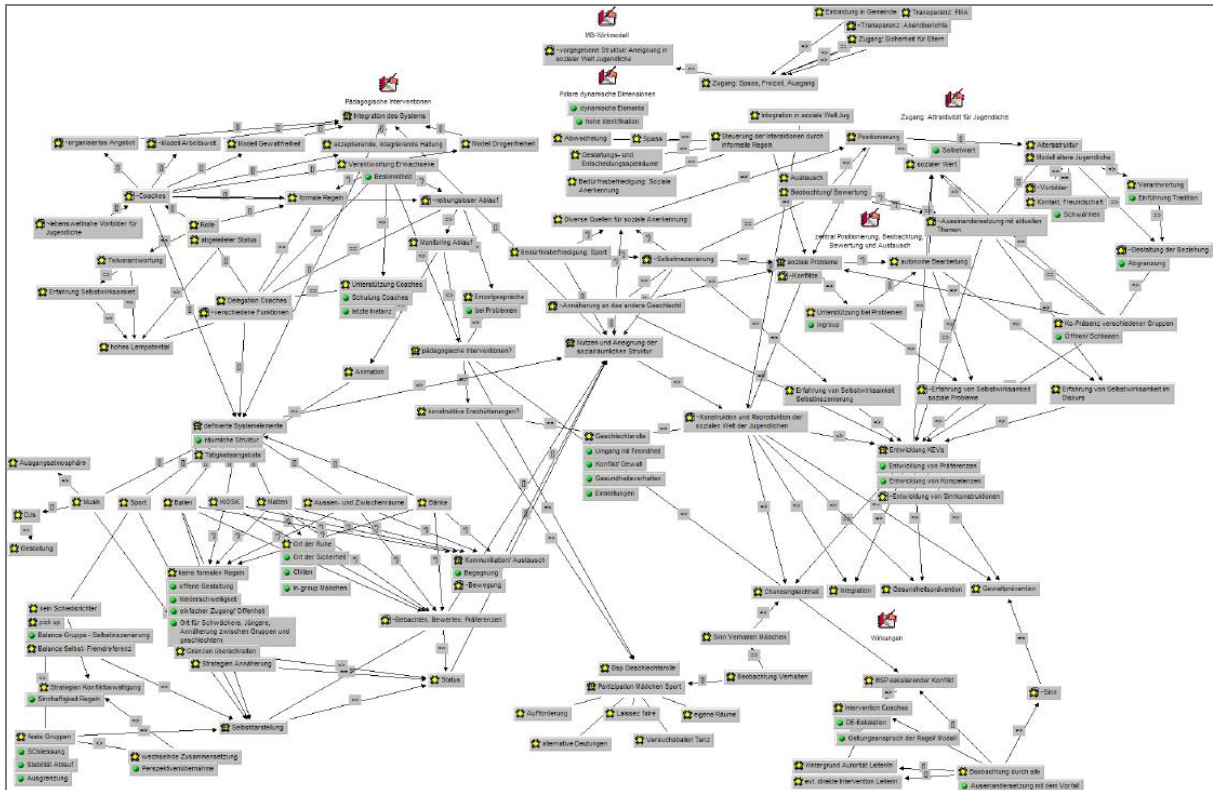 MB-Wirkmodell
~vorgegebene Struktur/ Aneignung in
sozialer Welt Jugendliche
Einbindung in Gemeinde
Transparenz: FMA
~Transparenz: Abendberichte
Zugang: Sicherheit für Eltern
Zugang: Spass, Freizeit, Ausgang
Pädagogische Interventionen
Integration des Systems
~organisiertes Angebot
~Modell Arbeitswelt
Modell Gewaltfreiheit
akzeptierende, integrierende Haltung
Model Drogenfreiheit
Verantwortung Erwachsene
Bestimmtheit
~Coaches
formale Regeln
~reibungsloser Ablauf
~lebensweltnahe Vorbilder für
Jugendliche
Rolle
abgeleiteter Status
Teilverantwortung
Monitoring Ablauf
Erfahrung Selbstwirksamkeit
Delegation Coaches
~verschiedene Funktionen
Unterstützung Coaches
Schulung Coaches
letzte Instanz
Einzelgespräche
bei Problemen
hohes Lernpotential
pädagogische Interventionen?
Animation
konstruktive Erschütterungen?
Polare dynamische Dimensionen
dynamische Elemente
hohe Identifikation
Abwechslung
Spass
Gestaltungs- und
Entscheidungsspielräume
Bedürfnisbefriedigung: Soziale
Anerkennung
Integration in soziale Welt Jug
Steuerung der Interaktionen durch
informelle Regeln
Austausch
Beobachtung/ Bewertung
Diverse Quellen für soziale Anerkennung
Bedürfnisbefriedigung: Sport
~Selbstinszenierung
~Annäherung an das andere Geschlecht
Nutzen und Aneignung der
sozialräumlichen Struktur
Zugang: Attraktivität für Jugendliche
Positionierung
Selbstwert
sozialer Wert
Altersstruktur
Modell ältere Jugendliche
~Vorbilder
Kontakt, Freundschaft
Schwärmen
Verantwortung
Einführung Tradition
~Gestaltung der Beziehung
Abgrenzung
~Auseinandersetzung mit aktuellen
Themen
zentral Positionierung, Beobachtung,
Bewertung und Austausch
soziale Probleme
~Konflikte
autonome Bearbeitung
Unterstützung bei Problemen
ingroup
Ko-Präsenz verschiedener Gruppen
Öffnen/ Schliessen
Erfahrung von Selbstwirksamkeit
Selbstinszenierung
~Erfahrung von Selbstwirksamkeit
soziale Probleme
Erfahrung von Selbstwirksamkeit im
Diskurs
~Konstruktion und Reproduktion der
sozialen Welt der Jugendlichen
Geschlechterrolle
Umgang mit Fremdheit
Konflikt/ Gewalt
Gesundheitsverhalten
Einstellungen
Entwicklung KEVs
Entwicklung von Präferenzen
Entwicklung von Kompetenzen
~Entwicklung von Sinnkonstruktionen
definierte Systemelemente
räumliche Struktur
Tätigkeitsangebots
Ausgangsatmosphäre
Musik
Sport
Ballen
KIOSK
Matten
Aussen- und Zwischenräume
Bänke
DJs
Gestaltung
Ort der Ruhe
Ort der Sicherheit
Chillen
in-group Mädchen
Kommunikation/ Austausch
Begegnung
~Bewegung
keine formalen Regeln
offene Gestaltung
Niederschwelligkeit
einfacher Zugang/ Offenheit
Ort für Schwächere, Jüngere,
Annäherung zwischen Gruppen und
geschlechtern
Grenzen überschreiten
Strategien Annäherung
~Bebachten, Bewerten, Präferenzen
Status
kein Schiedsrichter
pick up
Balance Gruppe - Selbstinszenierung
Balance Selbst- Fremdreferenz
Strategien Konfliktbewältigung
Sinnhaftigkeit Regeln
Selbstdarstellung
feste Gruppen
SChliessung
Stabilität Ablauf
Ausgrenzung
wechselnde Zusammensetzung
Perspektivenübernahme
Chancengleichheit
Integration
Gesundheitsprävention
Gewaltprävention
Sinn Verhalten Mädchen
Beobachtung Verhalten
Bsp Geschlechtsrolle
Partizipation Mädchen Sport
Aufforderung
Laissez faire
eigene Räume
alternative Deutungen
Versuchsballon Tanz
Wirkungen
BSP eskalierender Konflikt
Intervention Coaches
DE-Eskalation
Geltungsanspruch der Regel/ Modell
~Sinn
Hintergrund Autorität LeiterIn
evt. direkte Intervention LeiterIn
Beobachtung durch alle
Auseinandersetzung mit dem Vorfall